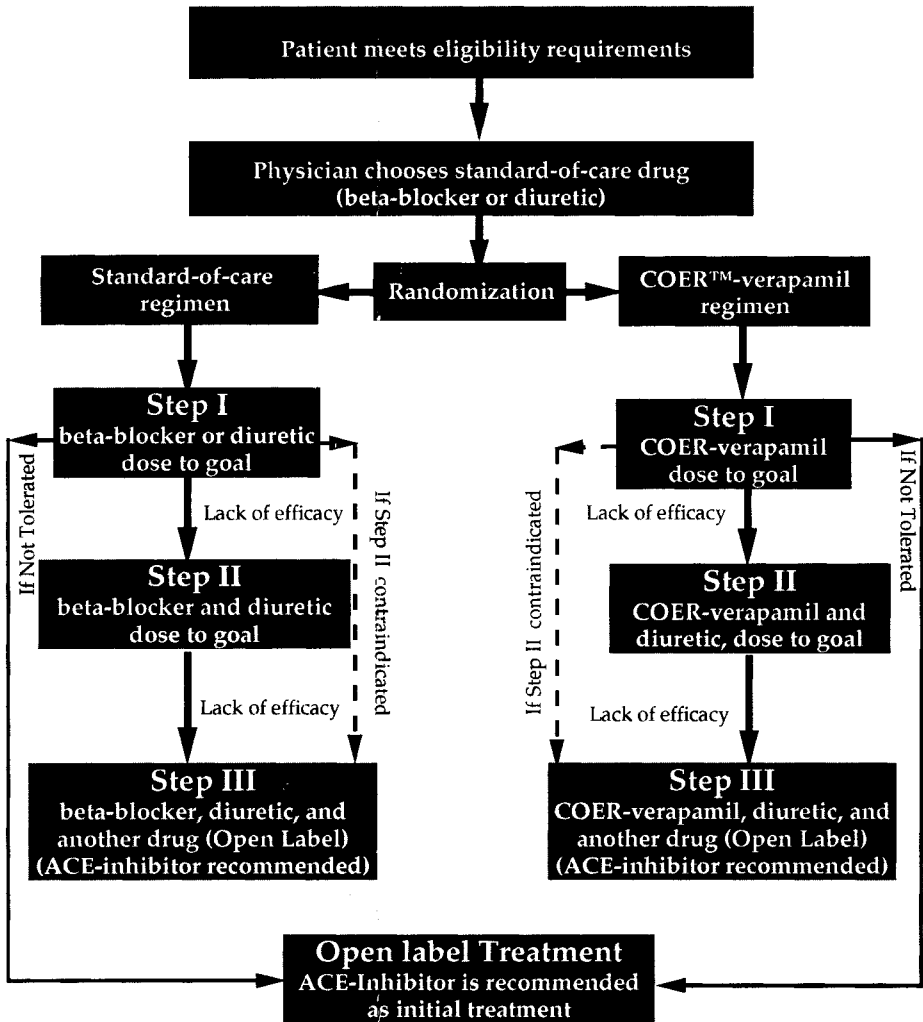 Patient meets eligibility requirements
Physician chooses standard-of-care drug
(beta-blocker or diuretic)
Standard-of-care
regimen
Randomization
COER™-verapamil
regimen
Step I
beta-blocker or diuretic
dose to goal
Step I
COER-verapamil
dose to goal
If Not Tolerated
Lack of efficacy
If Step II contraindicated
If Step II contraindicated
Lack of efficacy
If Not Tolerated
Step II
beta-blocker and diuretic
dose to goal
Step II
COER-verapamil and
diuretic, dose to goal
Lack of efficacy
Lack of efficacy
Step III
beta-blocker, diuretic, and
another drug (Open Label)
(ACE-inhibitor recommended)
Step III
COER-verapamil, diuretic, and
another drug (Open Label)
(ACE-inhibitor recommended)
Open label Treatment
ACE-Inhibitor is recommended
as initial treatment